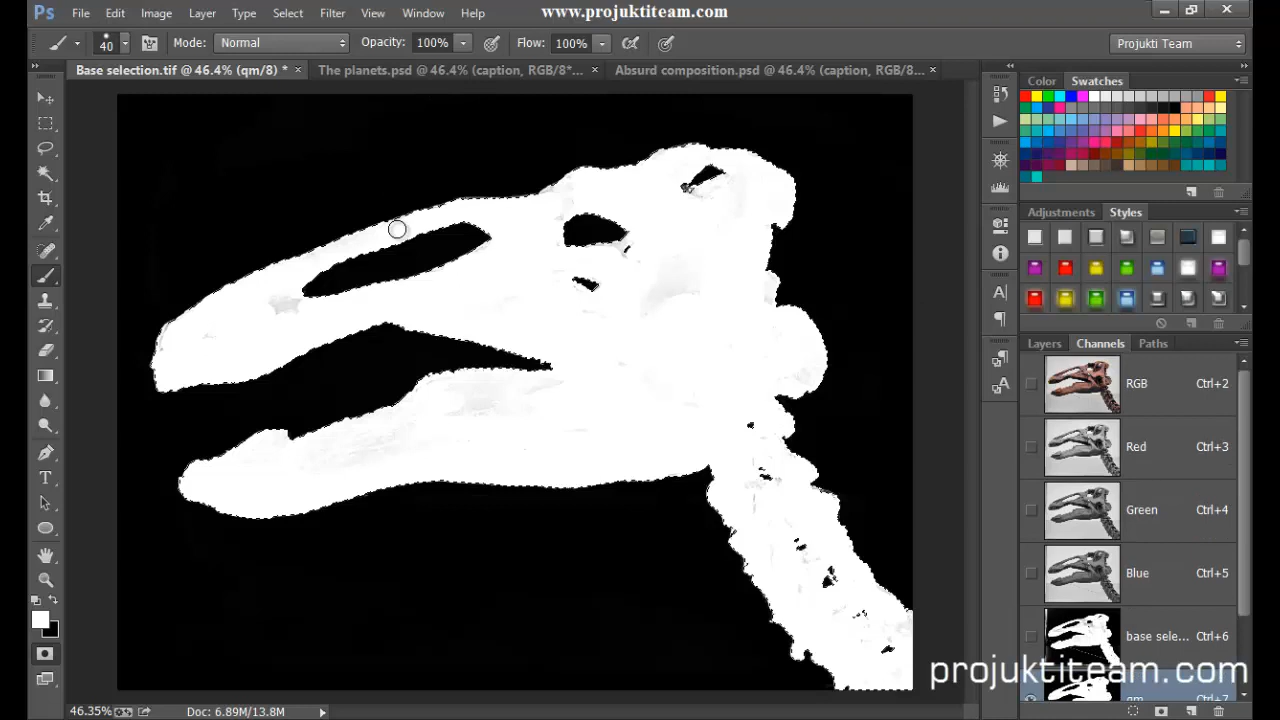 www.projuktiteam.com
Ps File Edit Image Layer Type Select Filter View Window Help
40 Mode: Normal Opacity: 100% Flow: 100% Projukti Team
Base selection.tif @ 46.4% (qm/8) * × The planets.psd @ 46.4% (caption, RGB/8*... × Absurd composition.psd @ 46.4% (caption, RGB/8... ×
Color Swatches
Adjustments Styles
Layers Channels Paths
RGB Ctrl+2
Red Ctrl+3
Green Ctrl+4
Blue Ctrl+5
base sele... Ctrl+6
qm Ctrl+7
projuktiteam.com
46.35% Doc: 6.89M/13.8M